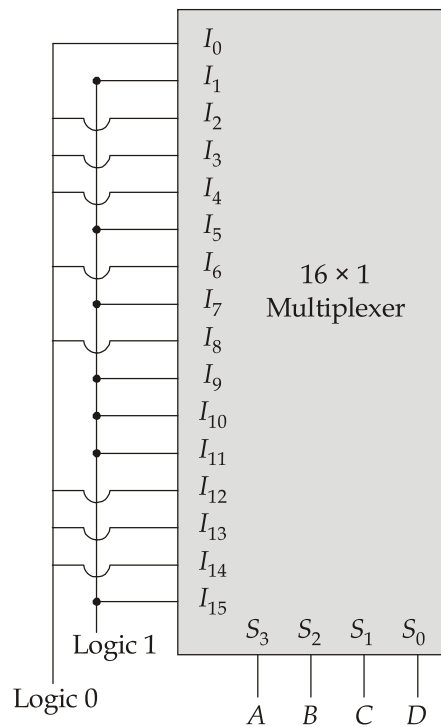 I0
I1
I2
I3
I4
I5
I6
16 × 1
I7
Multiplexer
I8
I9
I10
I11
I12
I13
I14
I15
S3 S2 S1 S0
Logic 1
Logic 0
A B C D